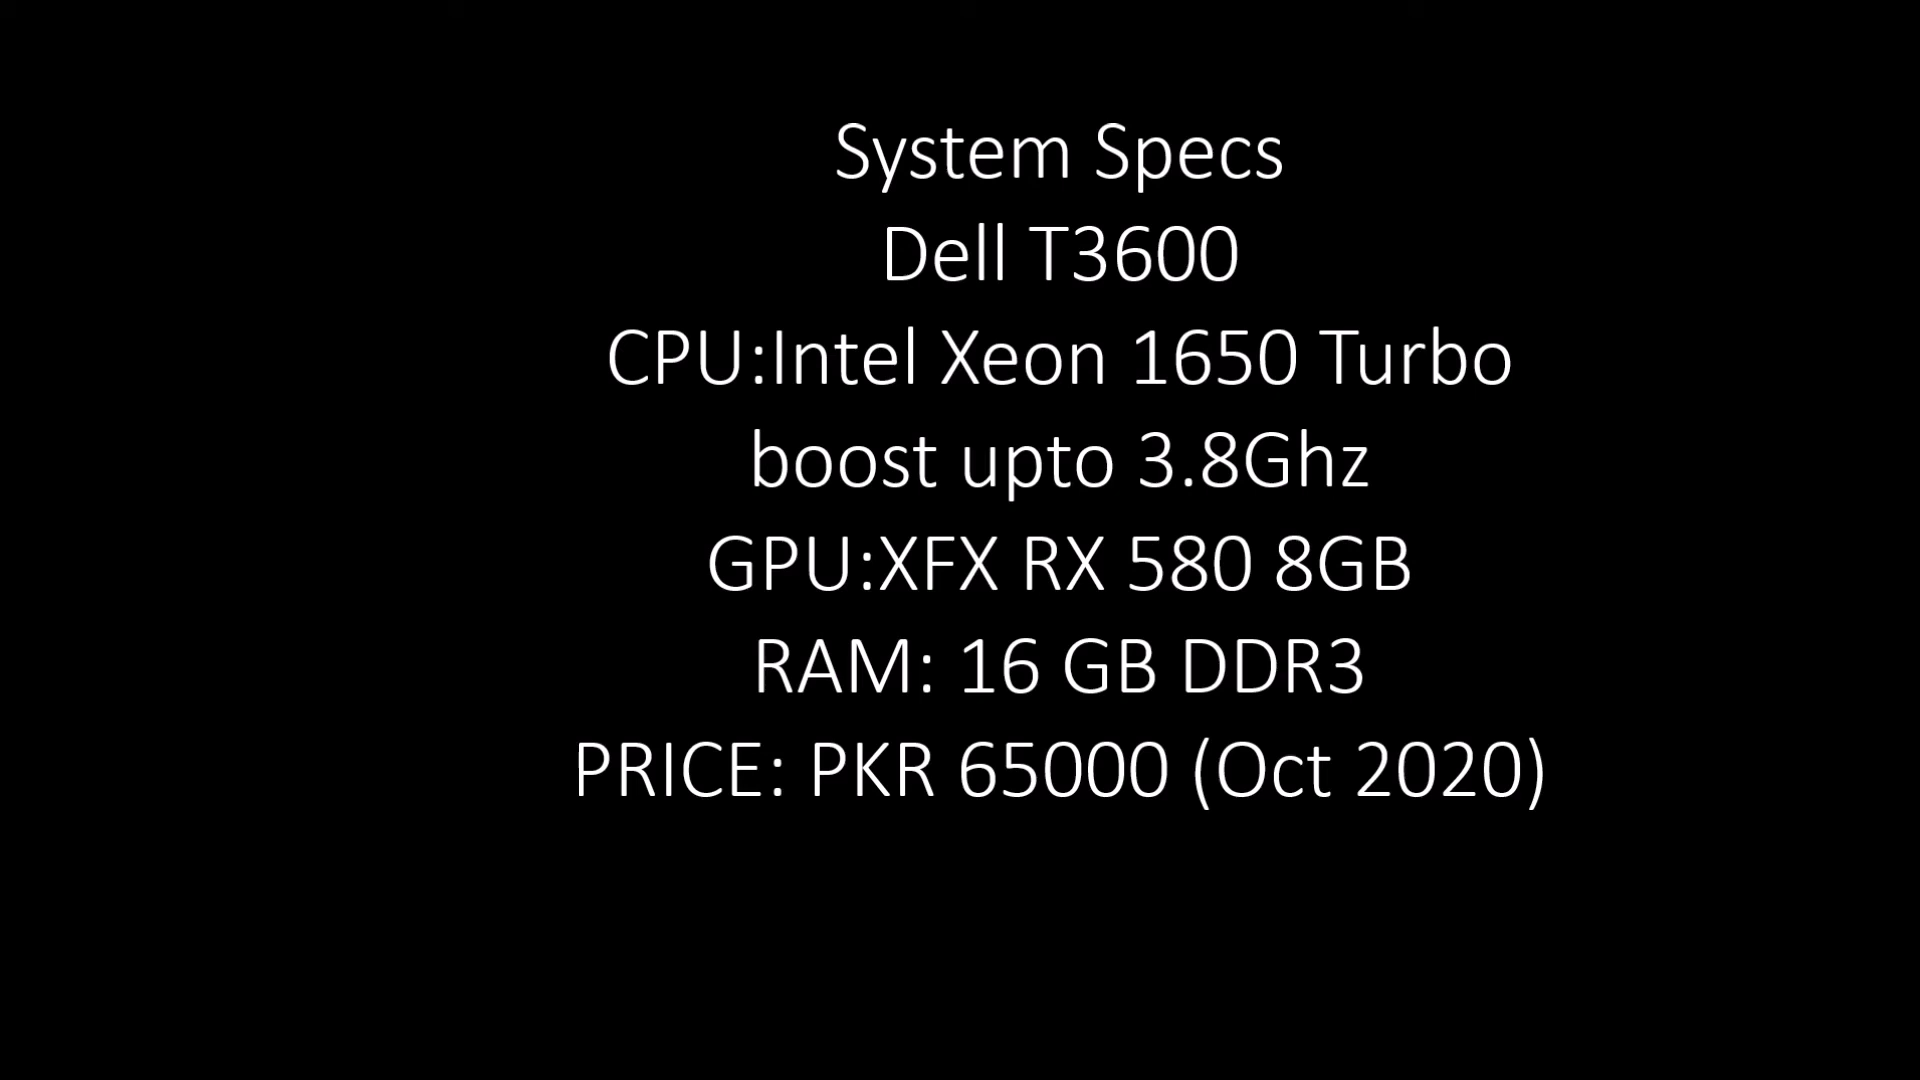 System Specs
Dell T3600
CPU:Intel Xeon 1650 Turbo
boost upto 3.8Ghz
GPU:XFX RX 580 8GB
RAM: 16 GB DDR3
PRICE: PKR 65000 (Oct 2020)